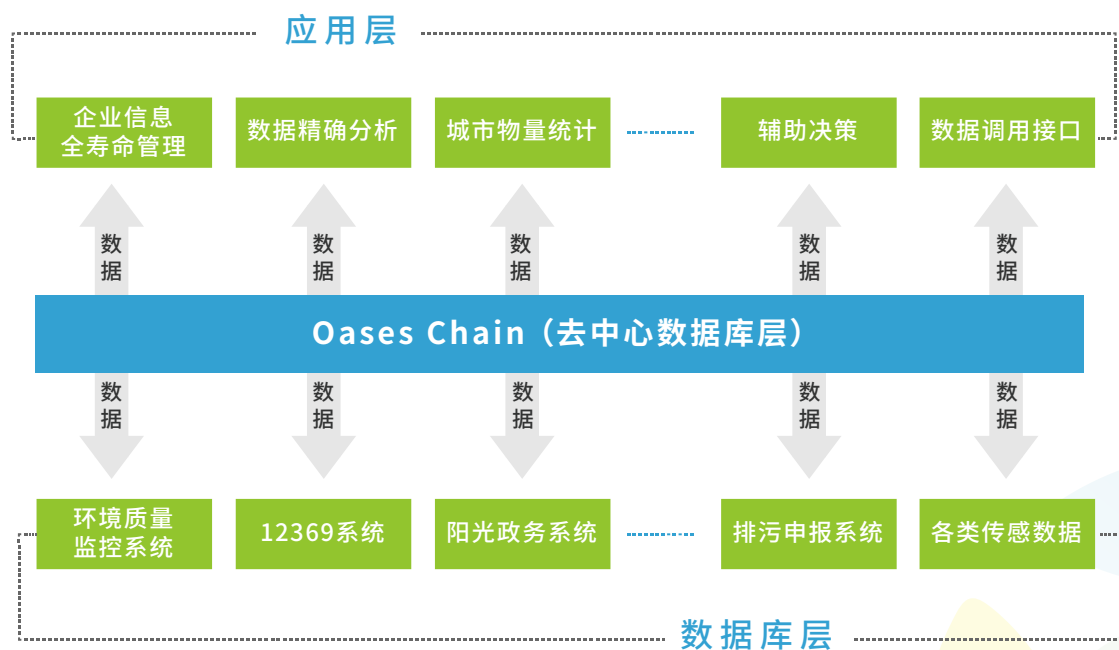 应用层
企业信息
全寿命管理
数据精确分析
城市物量统计
辅助决策
数据调用接口
数
据
数
据
数
据
数
据
数
据
Oases Chain（去中心数据库层）
数
据
数
据
数
据
数
据
数
据
环境质量
监控系统
12369系统
阳光政务系统
排污申报系统
各类传感数据
数据库层